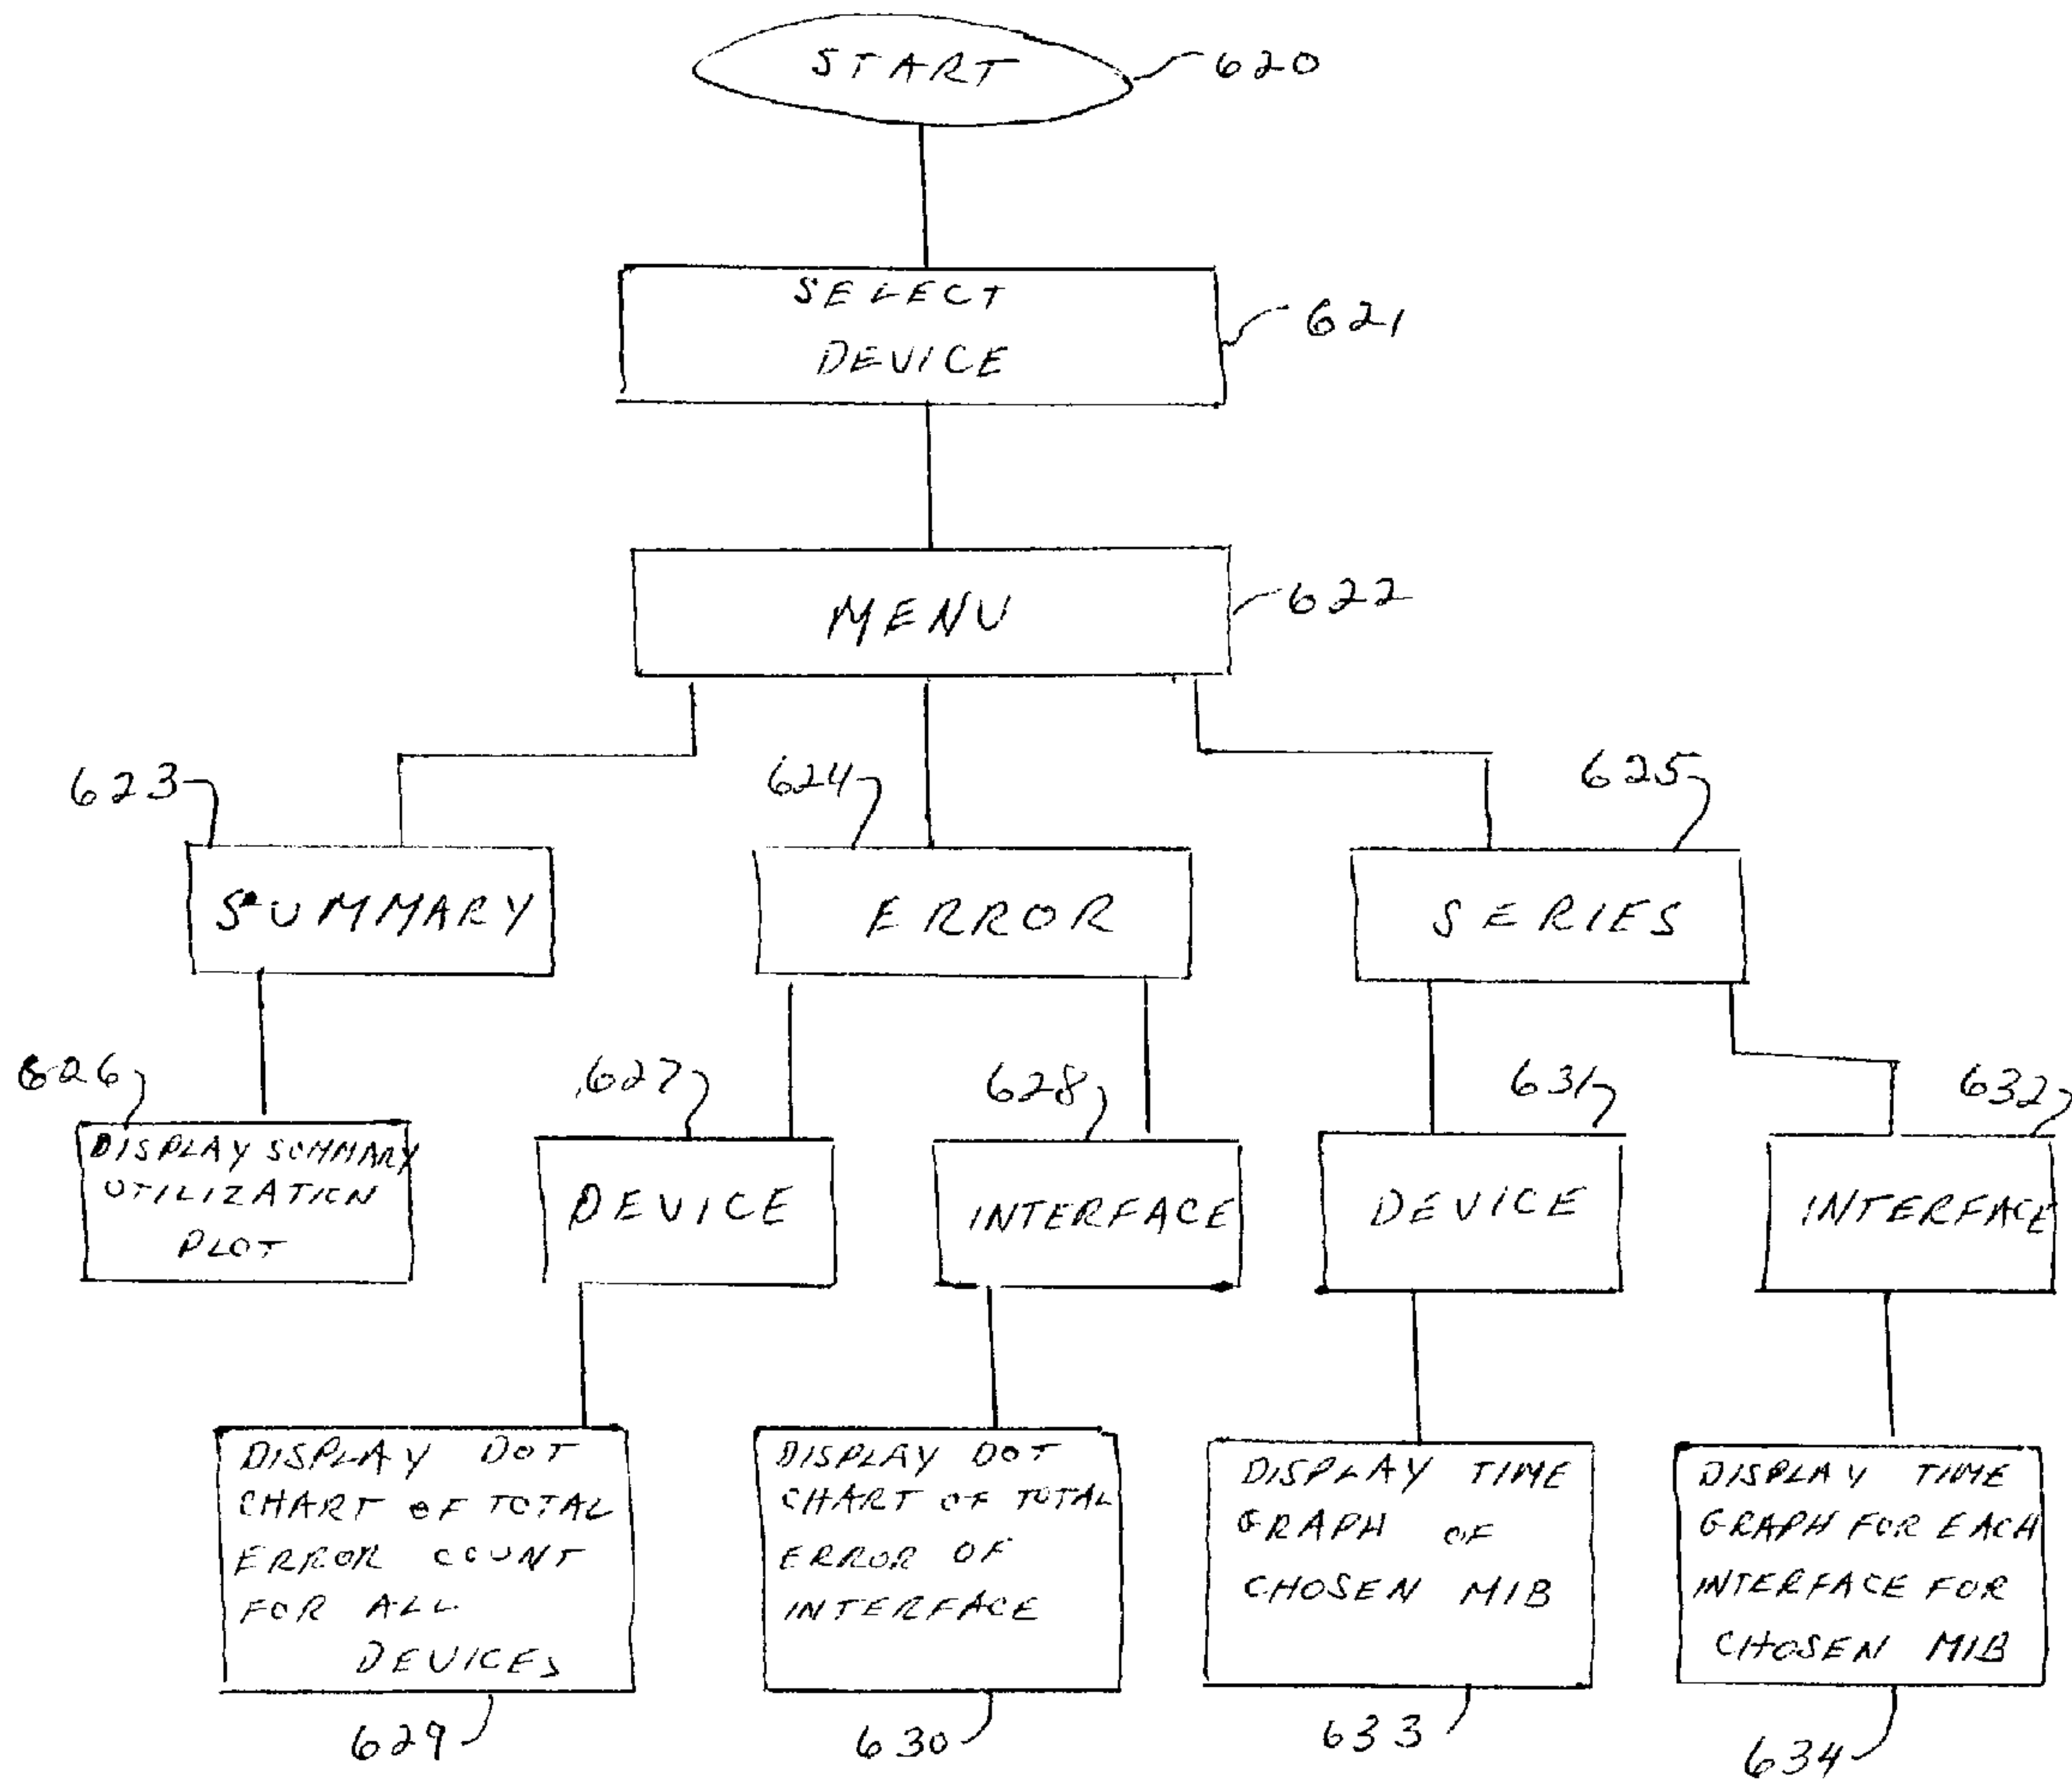 START
620
SELECT
DEVICE
621
MENU
622
623
624
625
SUMMARY
ERROR
SERIES
626
627
628
631
632
DISPLAY SUMMARY
UTILIZATION
PLOT
DEVICE
INTERFACE
DEVICE
INTERFACE
DISPLAY DOT
CHART OF TOTAL
ERROR COUNT
FOR ALL
DEVICES
DISPLAY DOT
CHART OF TOTAL
ERROR OF
INTERFACE
DISPLAY TIME
GRAPH OF
CHOSEN MIB
DISPLAY TIME
GRAPH FOR EACH
INTERFACE FOR
CHOSEN MIB
629
630
633
634